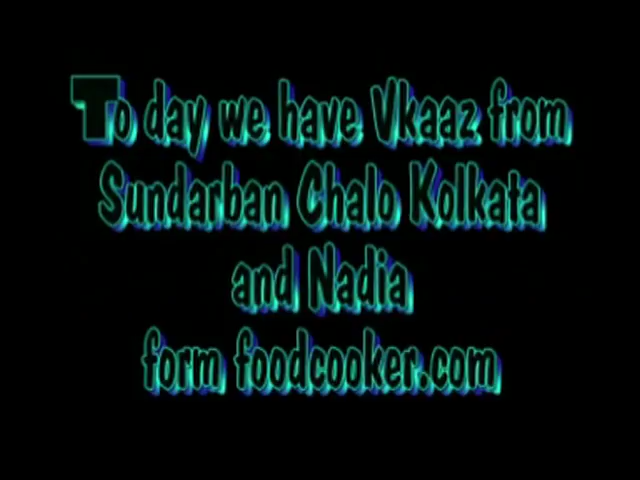 To day we have Vkaaz from
Sundarban Chalo Kolkata
and Nadia
form foodcooker.com